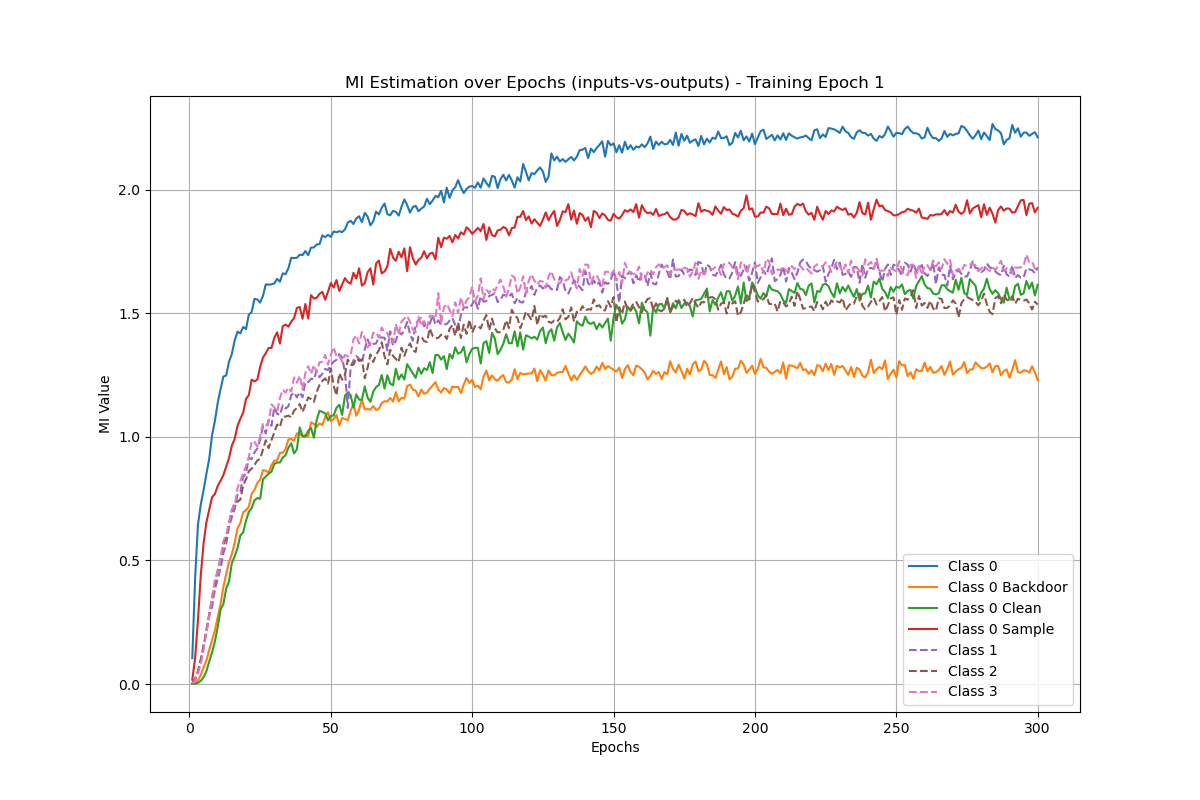 MI Estimation over Epochs (inputs-vs-outputs) - Training Epoch 1
MI Value
2.0
1.5
1.0
0.5
0.0
0 50 100 150 200 250 300
Epochs
Class 0
Class 0 Backdoor
Class 0 Clean
Class 0 Sample
Class 1
Class 2
Class 3